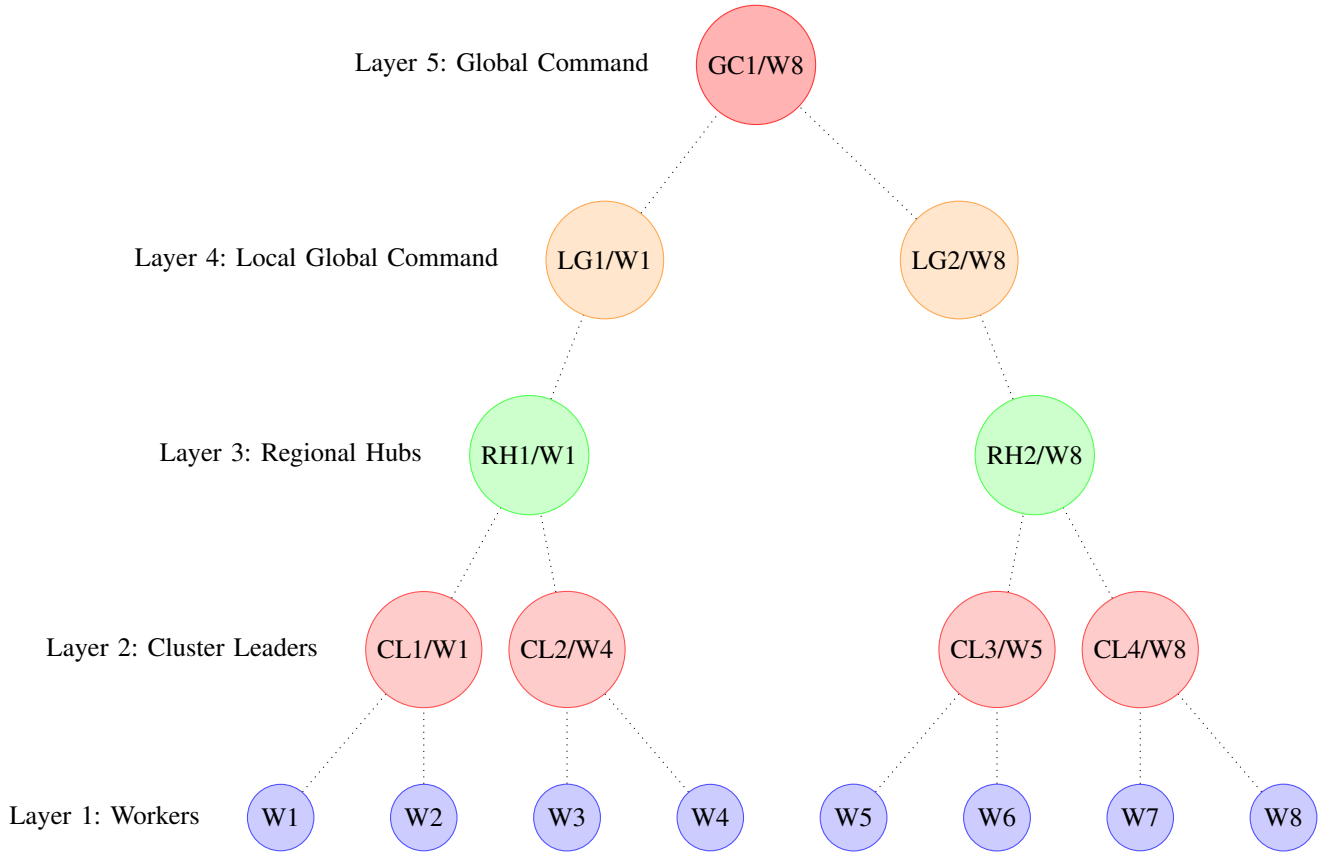 Layer 5: Global Command GC1/W8
Layer 4: Local Global Command LG1/W1 LG2/W8
Layer 3: Regional Hubs RH1/W1 RH2/W8
Layer 2: Cluster Leaders CL1/W1 CL2/W4 CL3/W5 CL4/W8
Layer 1: Workers W1 W2 W3 W4 W5 W6 W7 W8